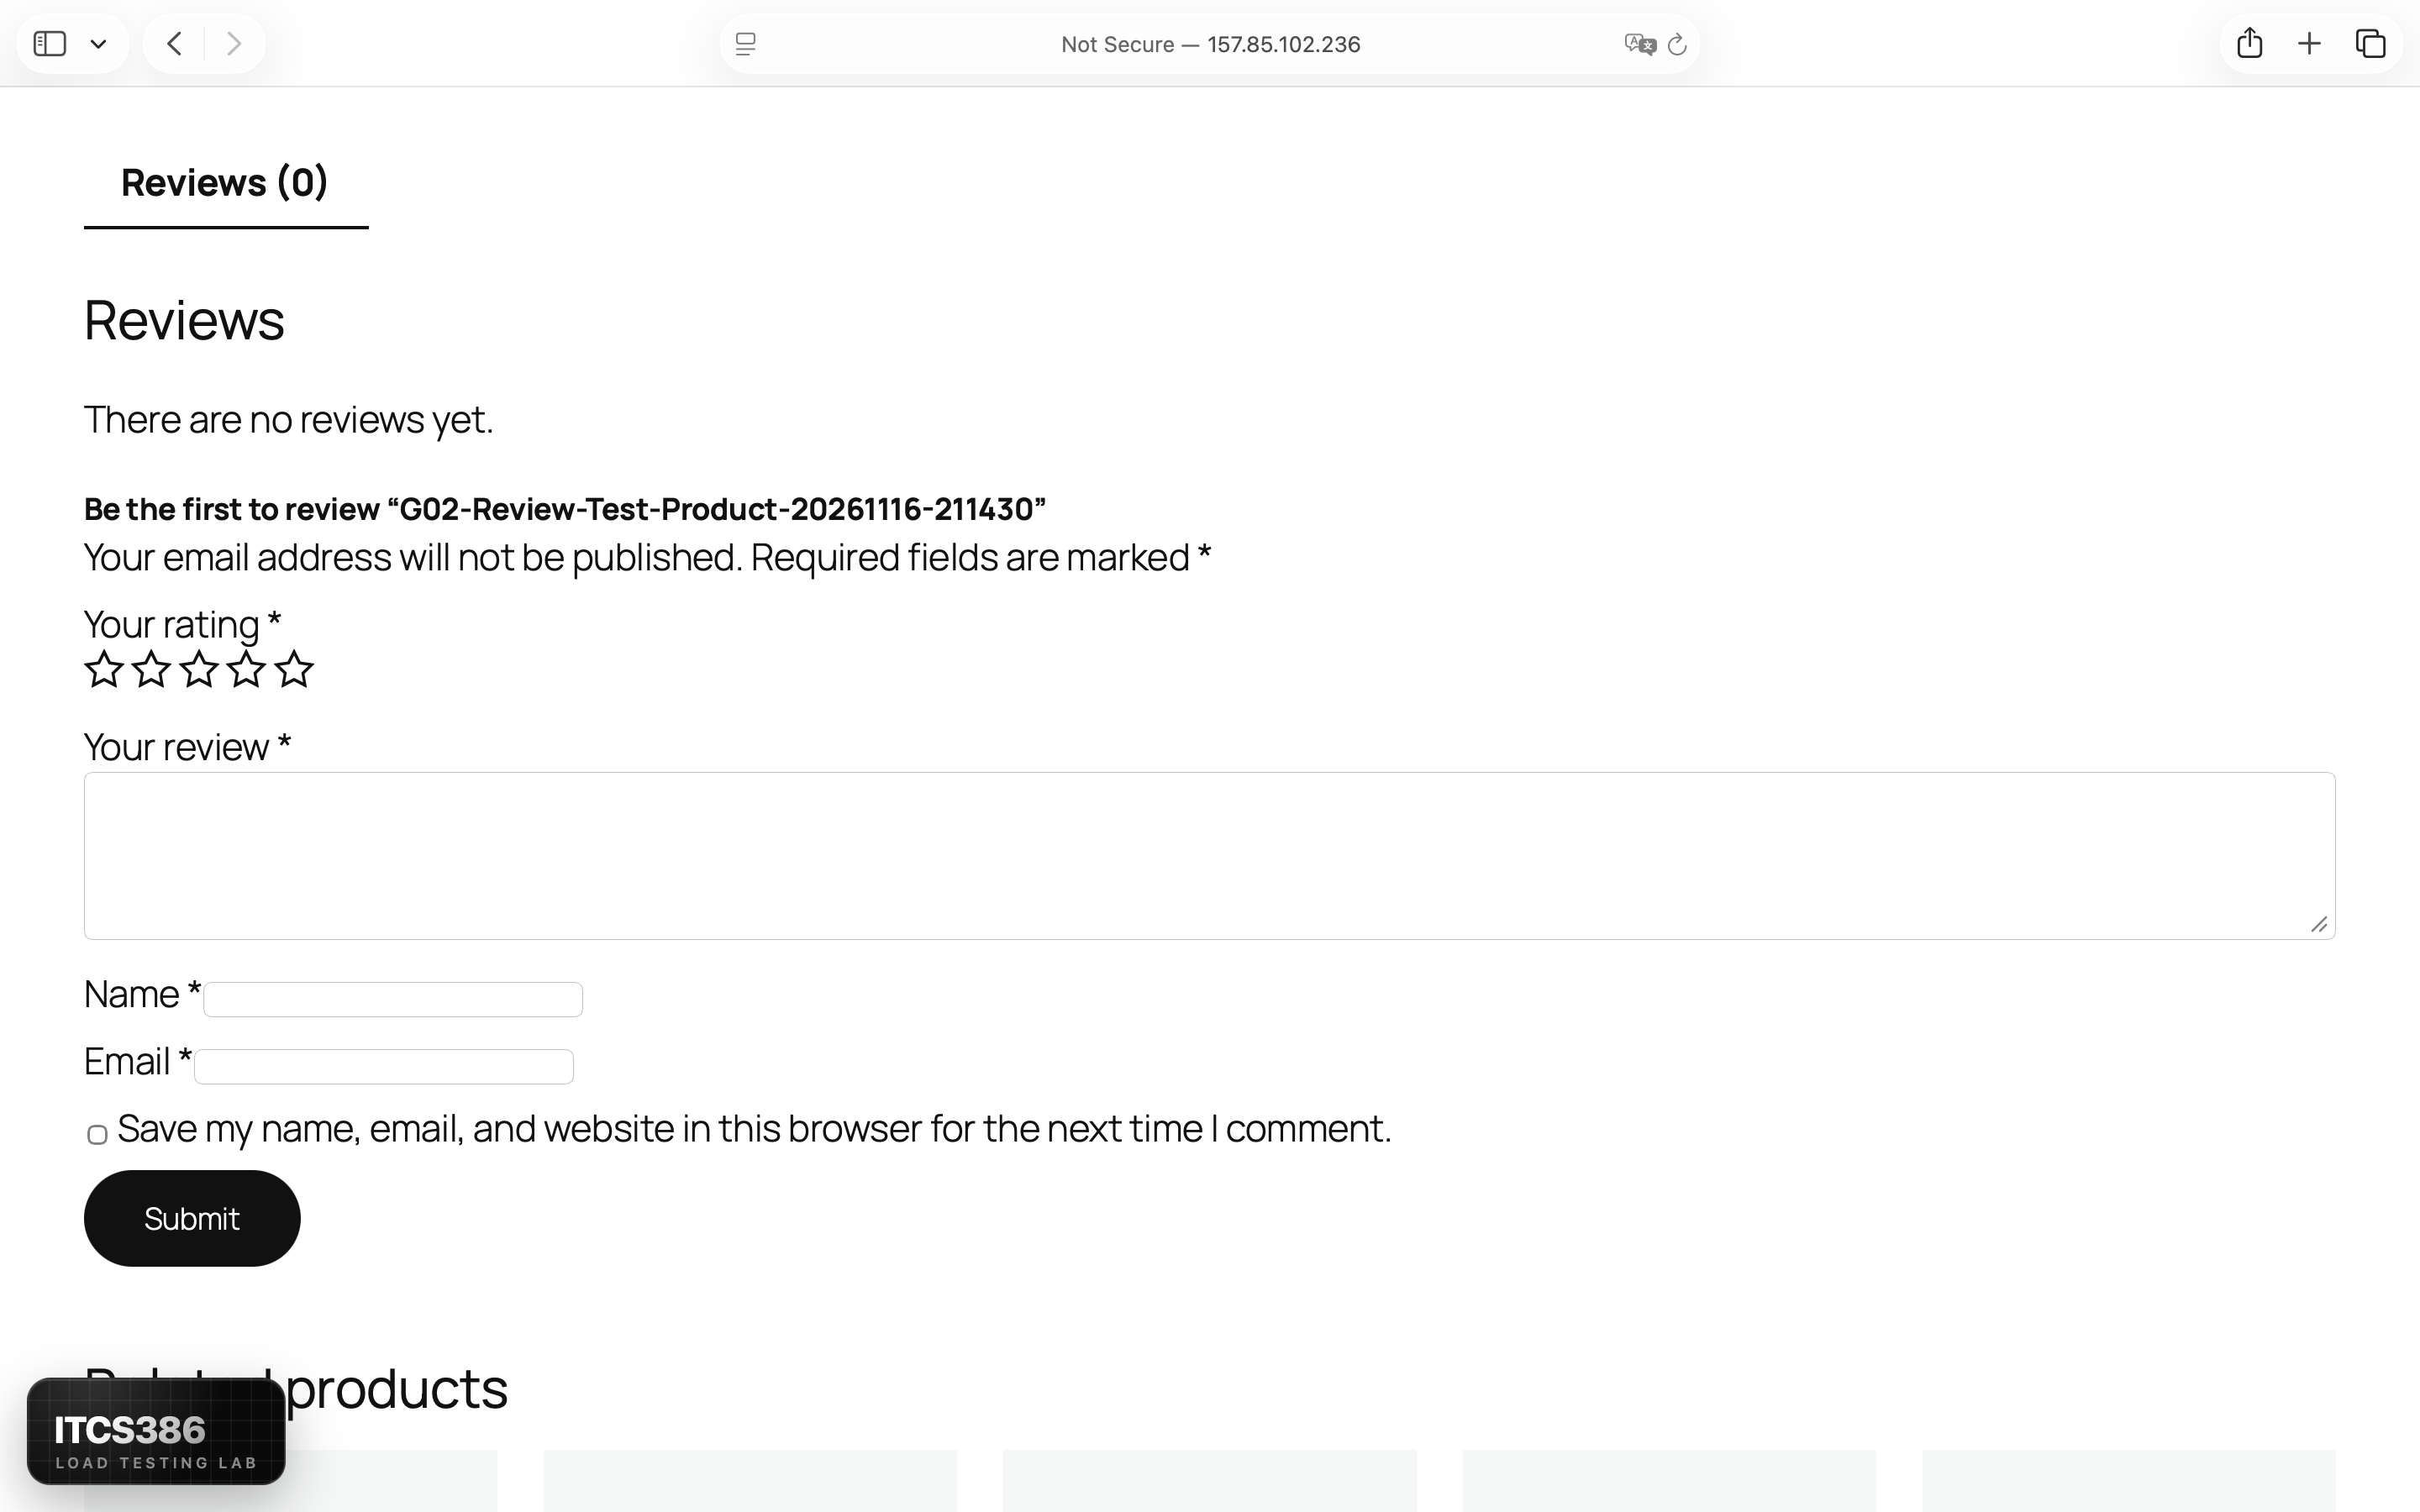 Not Secure — 157.85.102.236
Reviews (0)
Reviews
There are no reviews yet.
Be the first to review “G02-Review-Test-Product-20261116-211430”
Your email address will not be published. Required fields are marked *
Your rating *
Your review *
Name *
Email *
Save my name, email, and website in this browser for the next time I comment.
Submit
products
ITCS386
LOAD TESTING LAB